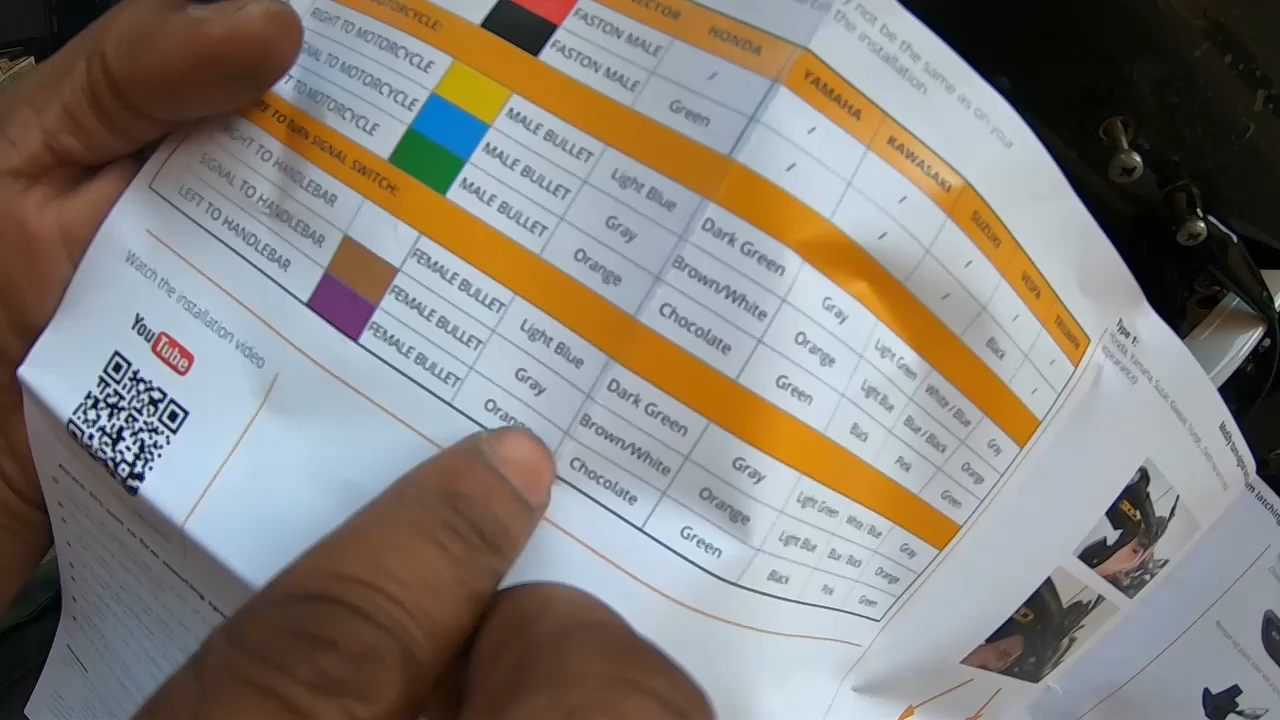 NECTOR HONDA YAMAHA KAWASAKI SUZUKI VESPA TRIUMPH
FASTON MALE / / / / / /
FASTON MALE Green / / / Black /
MOTORCYCLE:
RIGHT TO MOTORCYCLE MALE BULLET Light Blue Dark Green Gray Light Green White / Blue Gray
NAL TO MOTORCYCLE MALE BULLET Gray Brown/White Orange Light Blue Blue / Black Orange
T TO MOTORCYCLE MALE BULLET Orange Chocolate Green Black Pink Green
TO TURN SIGNAL SWITCH:
RIGHT TO HANDLEBAR FEMALE BULLET Light Blue Dark Green Gray Light Green White / Blue Gray
SIGNAL TO HANDLEBAR FEMALE BULLET Gray Brown/White Orange Light Blue Blue / Black Orange
LEFT TO HANDLEBAR FEMALE BULLET Orange Chocolate Green Black Pink Green
y not be the same as on your
the installation.
Watch the installation video
YouTube
Type 1: